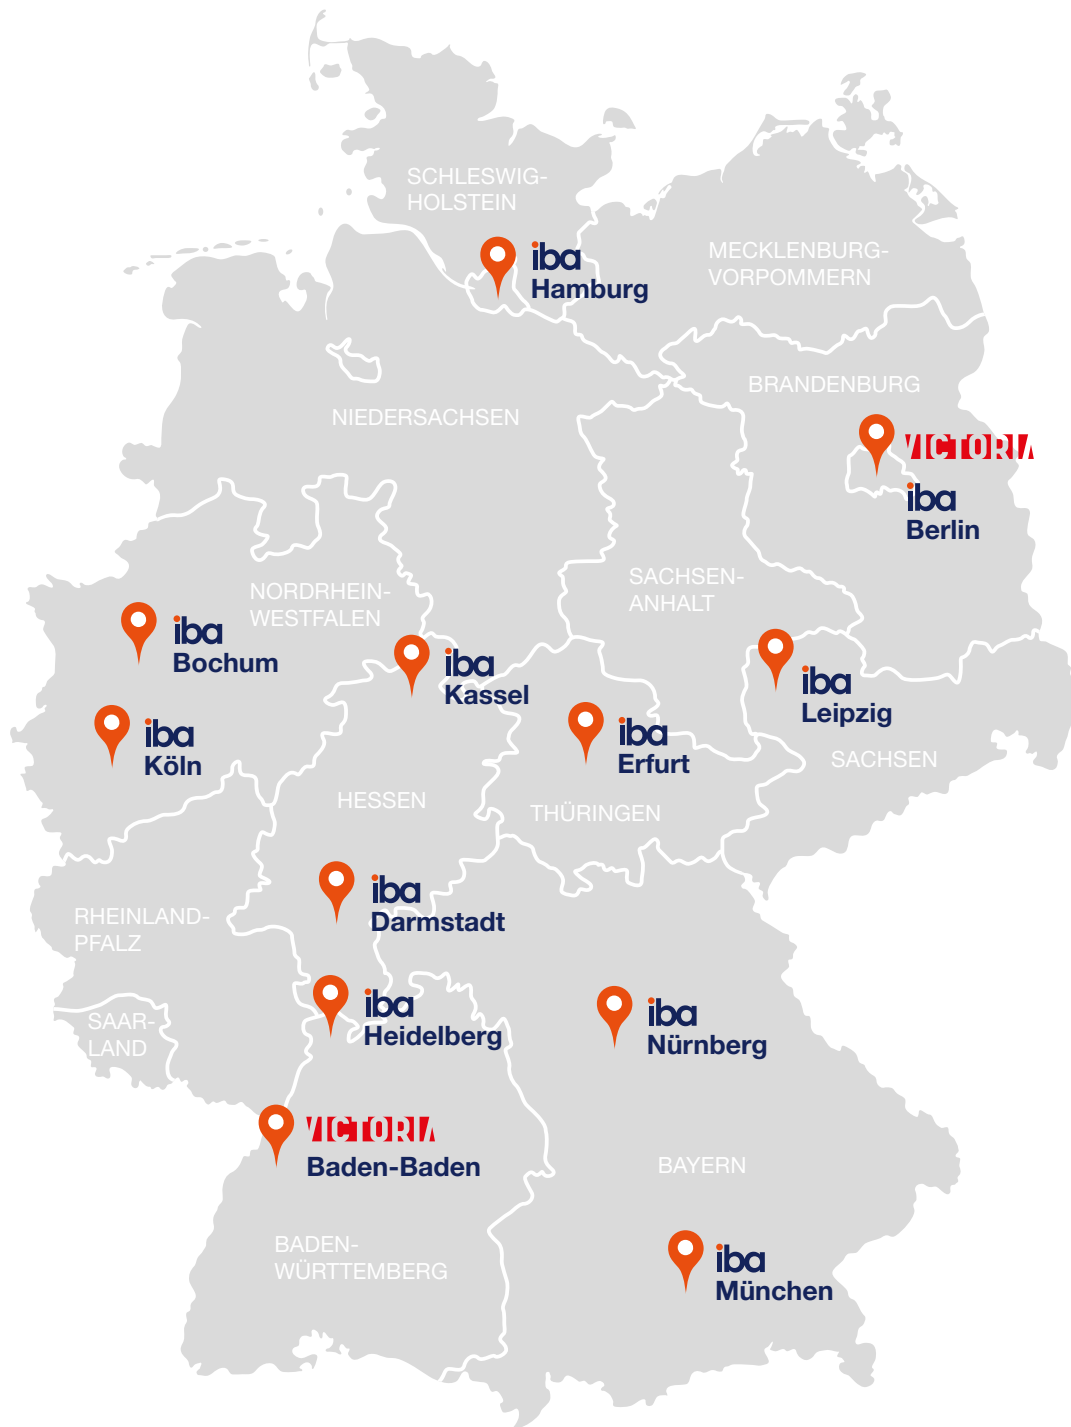 SCHLESWIG-
HOLSTEIN
iba
Hamburg
MECKLENBURG-
VORPOMMERN
NIEDERSACHSEN
BRANDENBURG
VICTORIA
iba
Berlin
NORDRHEIN-
WESTFALEN
SACHSEN-
ANHALT
iba
Bochum
iba
Kassel
iba
Leipzig
iba
Köln
iba
Erfurt
SACHSEN
HESSEN
THÜRINGEN
iba
Darmstadt
RHEINLAND-
PFALZ
iba
Heidelberg
iba
Nürnberg
SAAR-
LAND
VICTORIA
Baden-Baden
BAYERN
BADEN-
WÜRTTEMBERG
iba
München